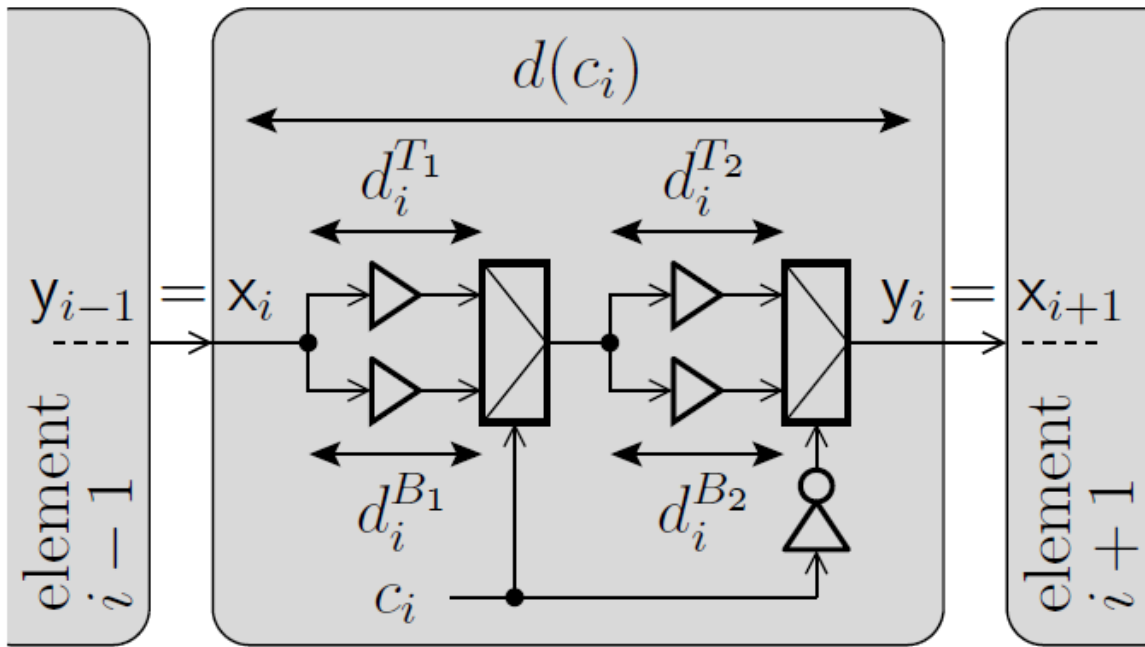 d(c_i)
d_i^{T_1}
d_i^{T_2}
y_{i−1} = x_i
y_i = x_{i+1}
d_i^{B_1}
d_i^{B_2}
c_i
element
i − 1
element
i + 1